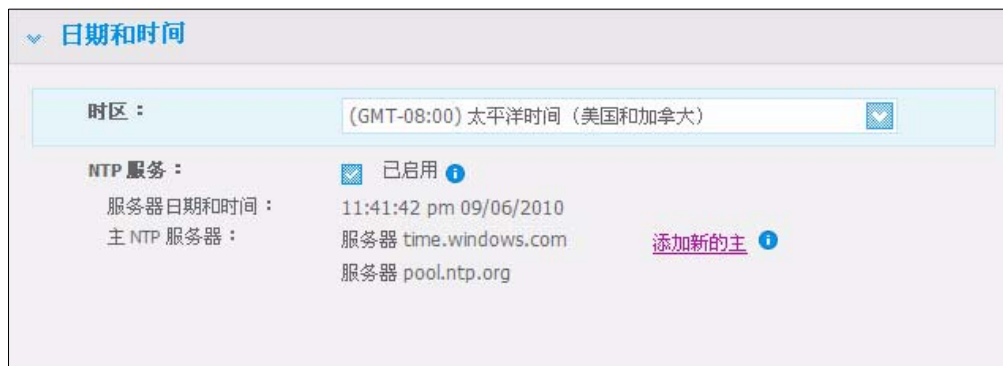 日期和时间
时区：
(GMT-08:00) 太平洋时间（美国和加拿大）
NTP 服务：
已启用
服务器日期和时间：
11:41:42 pm 09/06/2010
主 NTP 服务器：
服务器 time.windows.com
添加新的主
服务器 pool.ntp.org